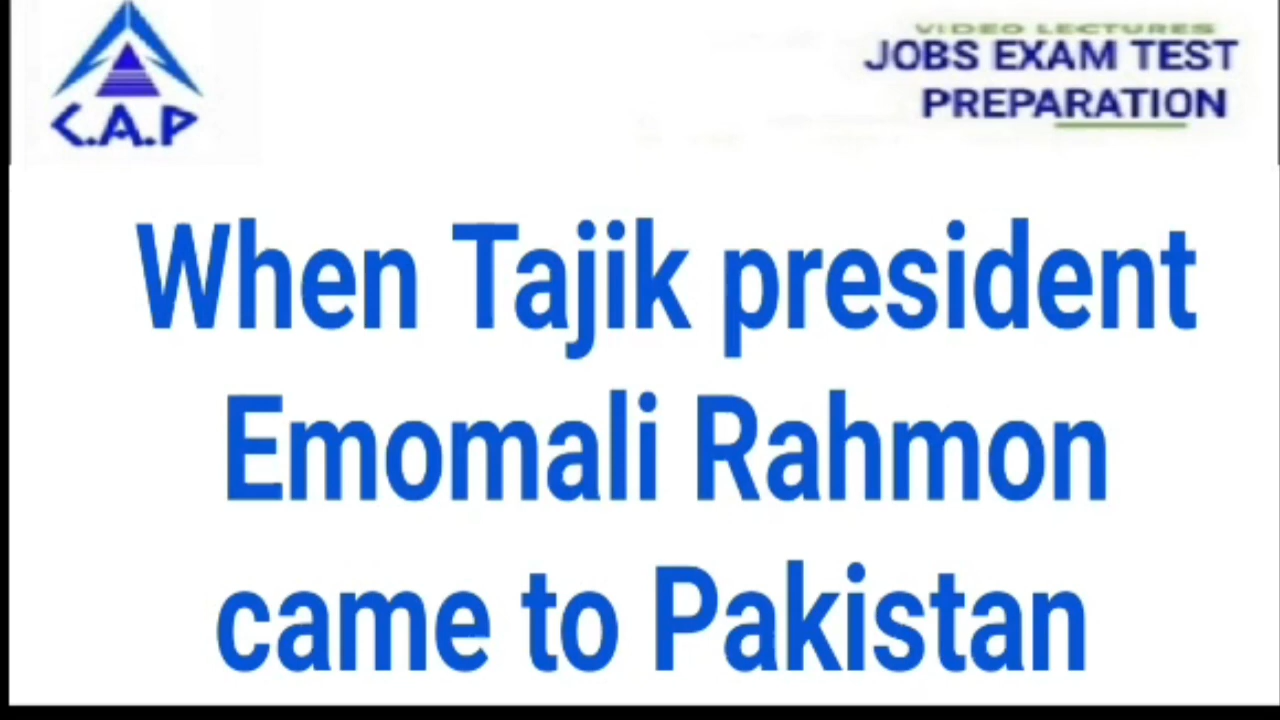 C.A.P
VIDEO LECTURES
JOBS EXAM TEST
PREPARATION
When Tajik president
Emomali Rahmon
came to Pakistan